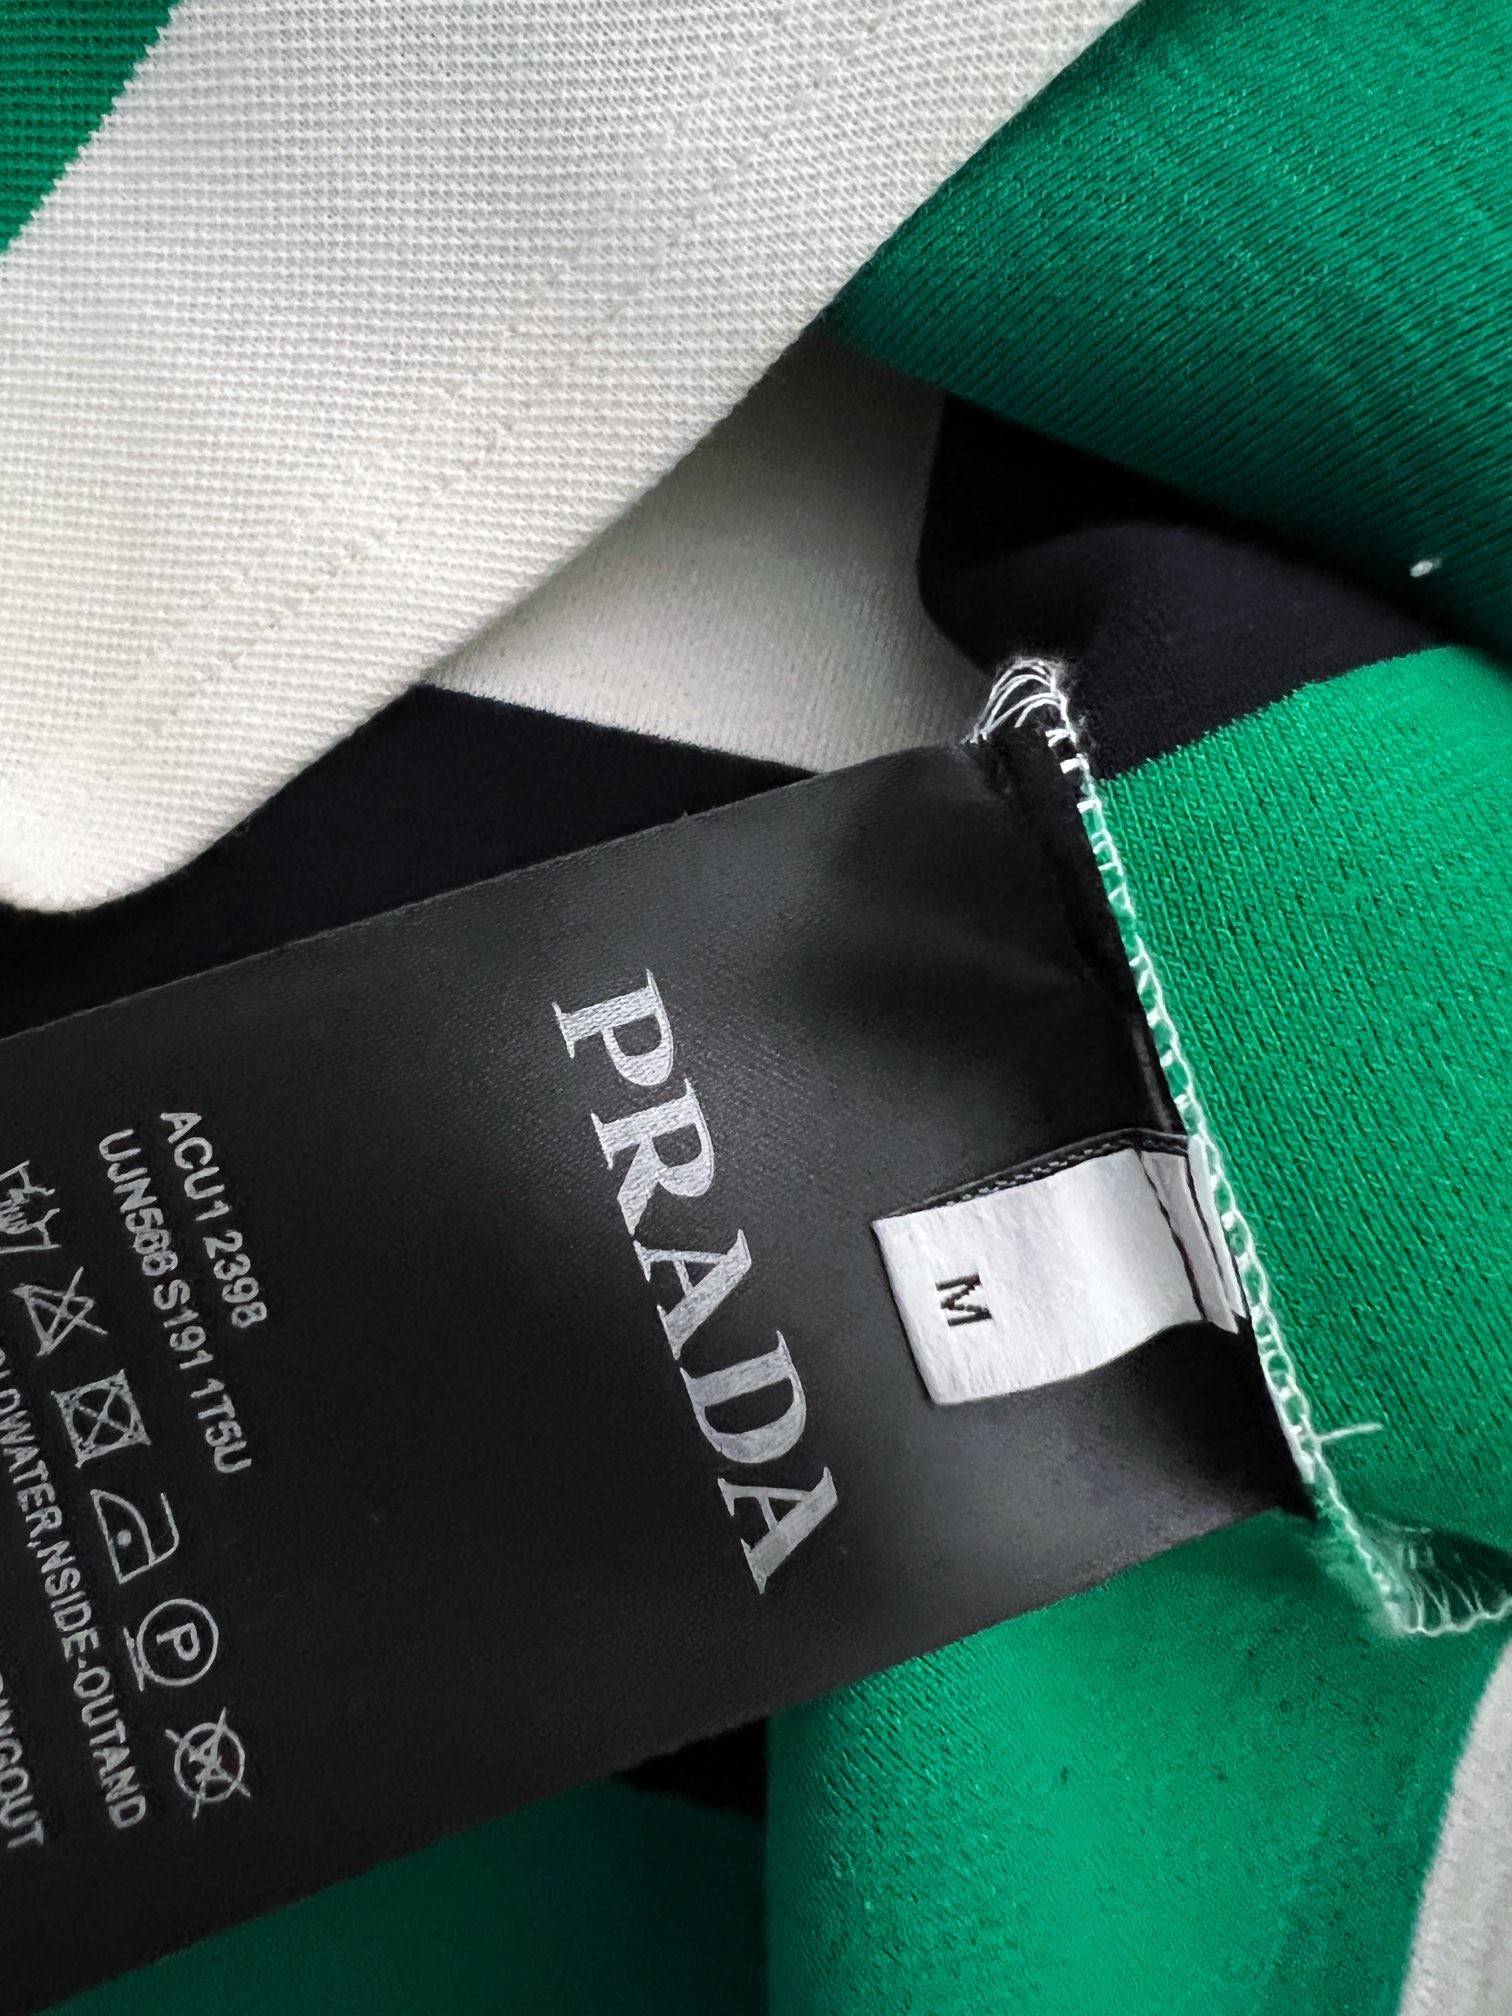 PRADA
M
ACU1 2398
UJN568 S191 1T5U
P
WATER,NSIDE-OUTAND